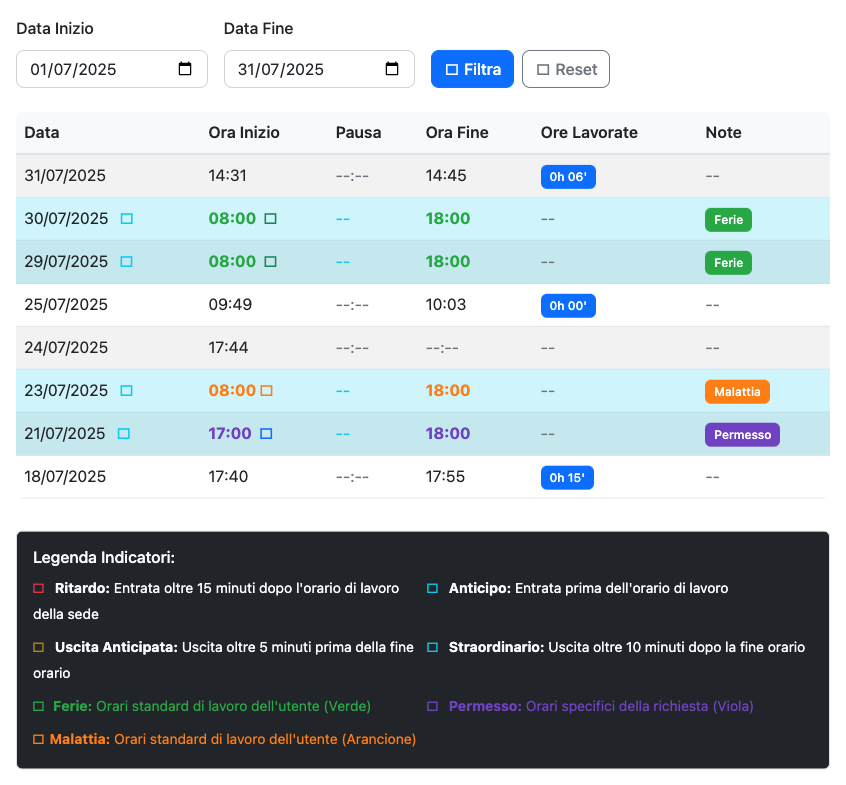 Data Inizio Data Fine
01/07/2025 31/07/2025 Filtra Reset
Data Ora Inizio Pausa Ora Fine Ore Lavorate Note
31/07/2025 14:31 --:-- 14:45 0h 06' --
30/07/2025 08:00 -- 18:00 -- Ferie
29/07/2025 08:00 -- 18:00 -- Ferie
25/07/2025 09:49 --:-- 10:03 0h 00' --
24/07/2025 17:44 --:-- --:-- -- --
23/07/2025 08:00 -- 18:00 -- Malattia
21/07/2025 17:00 -- 18:00 -- Permesso
18/07/2025 17:40 --:-- 17:55 0h 15' --
Legenda Indicatori:
Ritardo: Entrata oltre 15 minuti dopo l'orario di lavoro
della sede
Anticipo: Entrata prima dell'orario di lavoro
Uscita Anticipata: Uscita oltre 5 minuti prima della fine
orario
Straordinario: Uscita oltre 10 minuti dopo la fine orario
Ferie: Orari standard di lavoro dell'utente (Verde)
Permesso: Orari specifici della richiesta (Viola)
Malattia: Orari standard di lavoro dell'utente (Arancione)